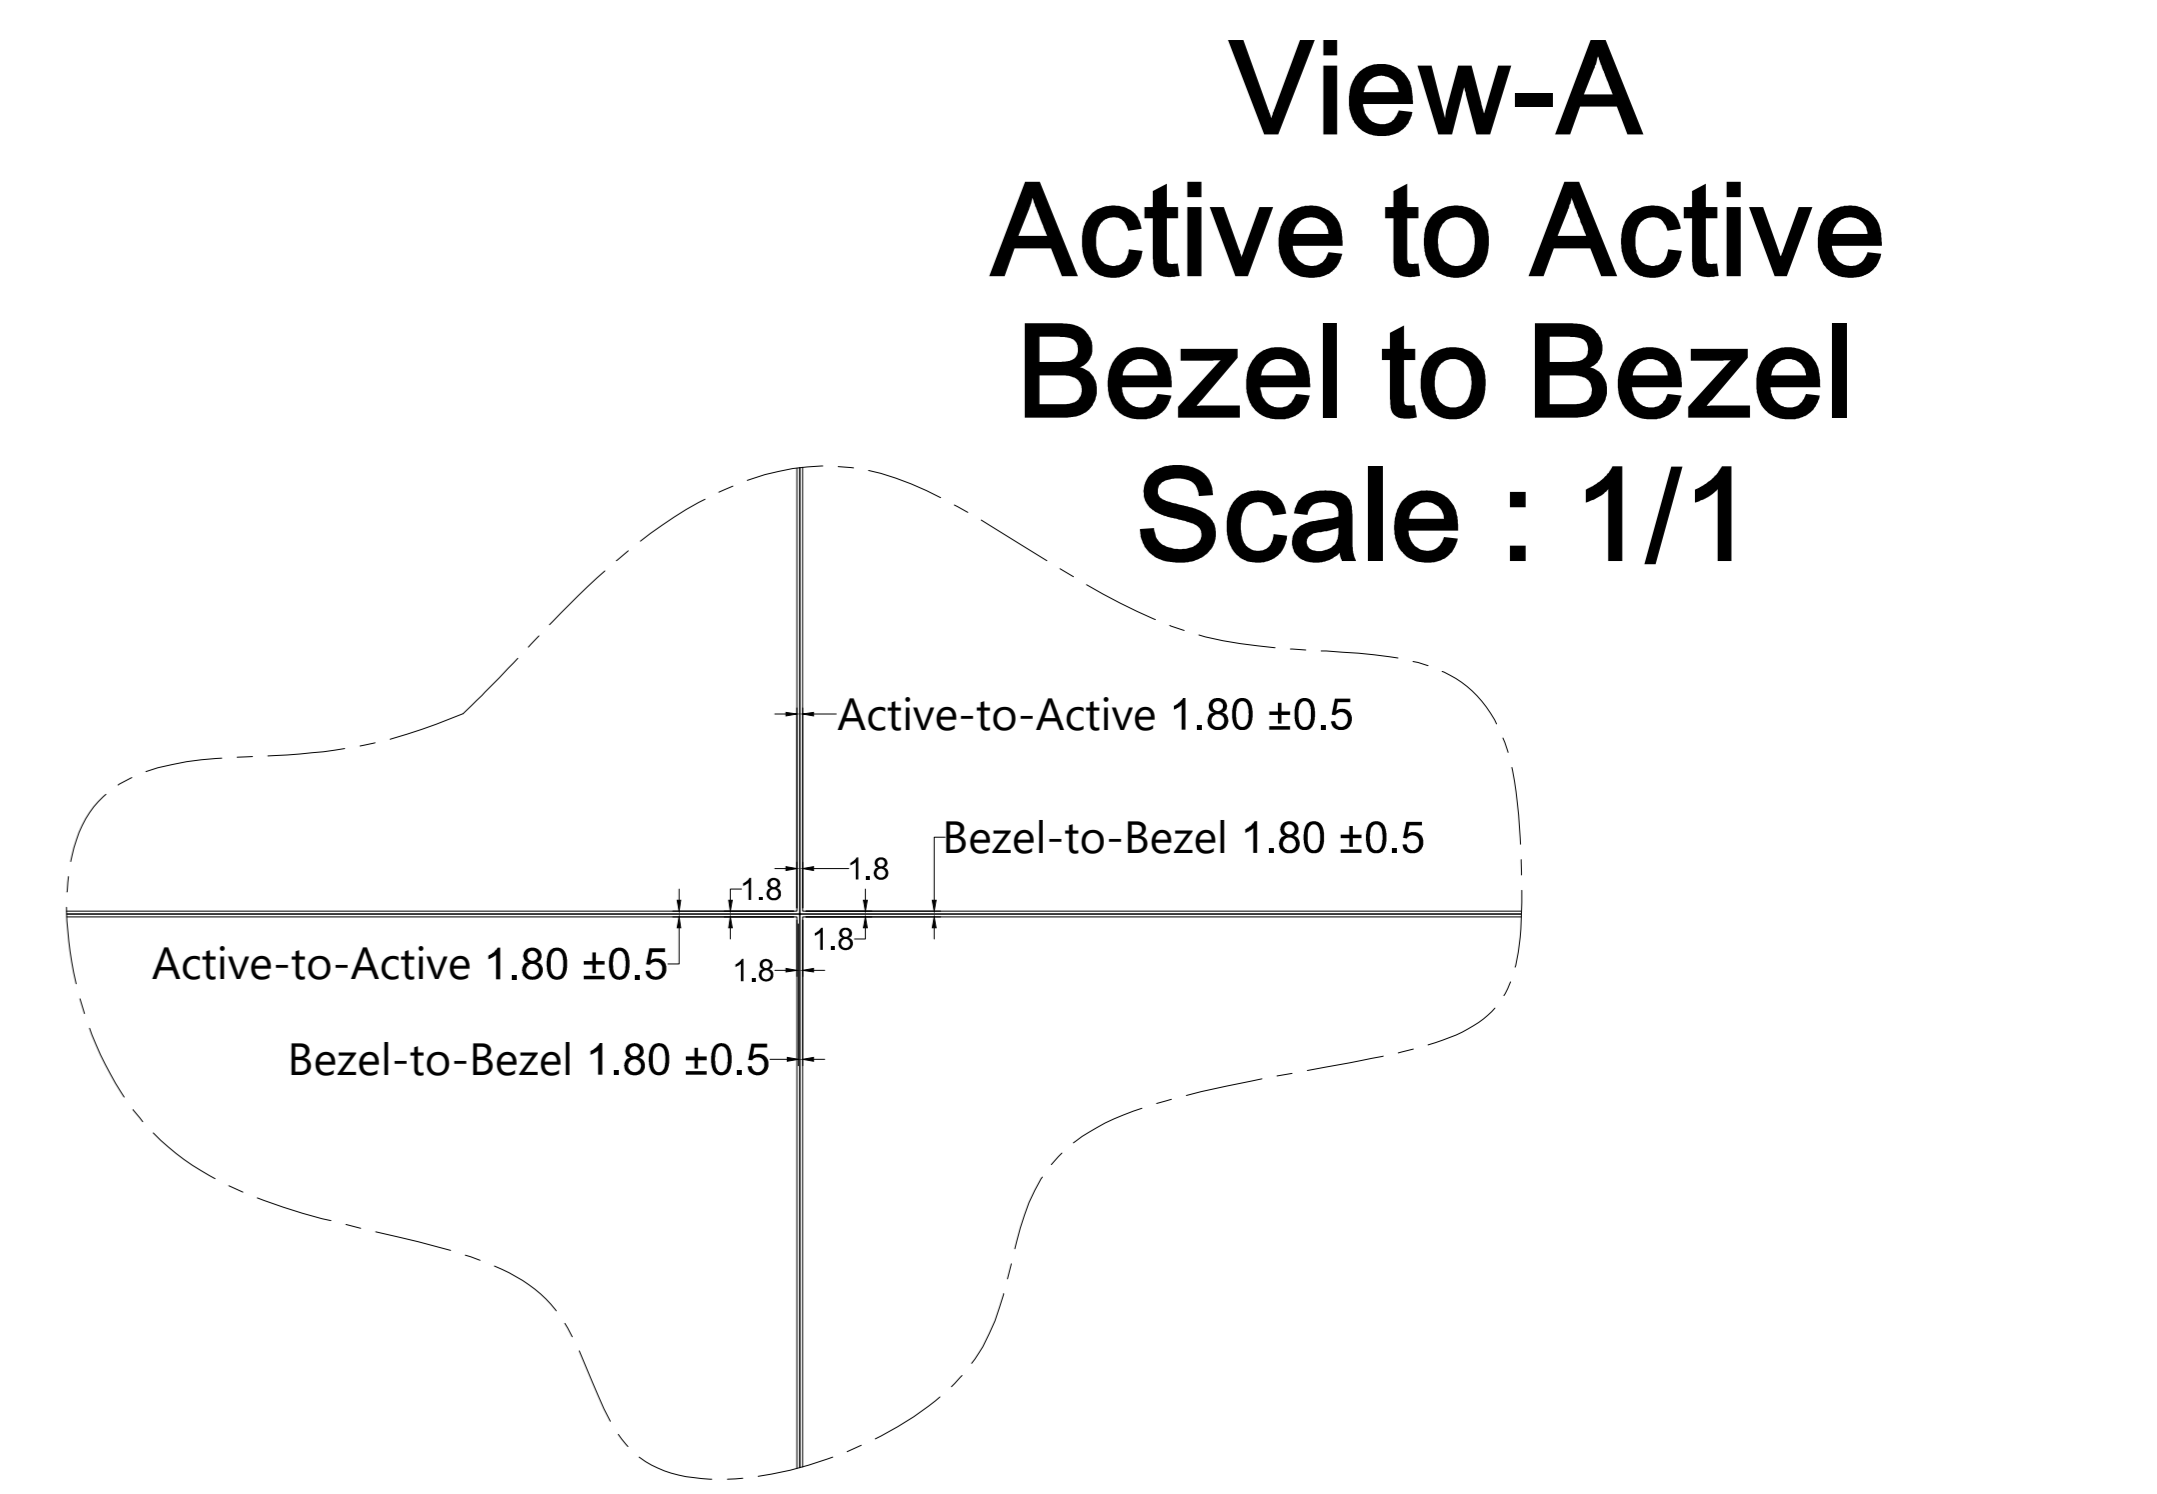 View-A
Active to Active
Bezel to Bezel
Scale : 1/1
Active-to-Active 1.80 ±0.5
Bezel-to-Bezel 1.80 ±0.5
1.8
1.8
1.8
Active-to-Active 1.80 ±0.5
1.8
Bezel-to-Bezel 1.80 ±0.5